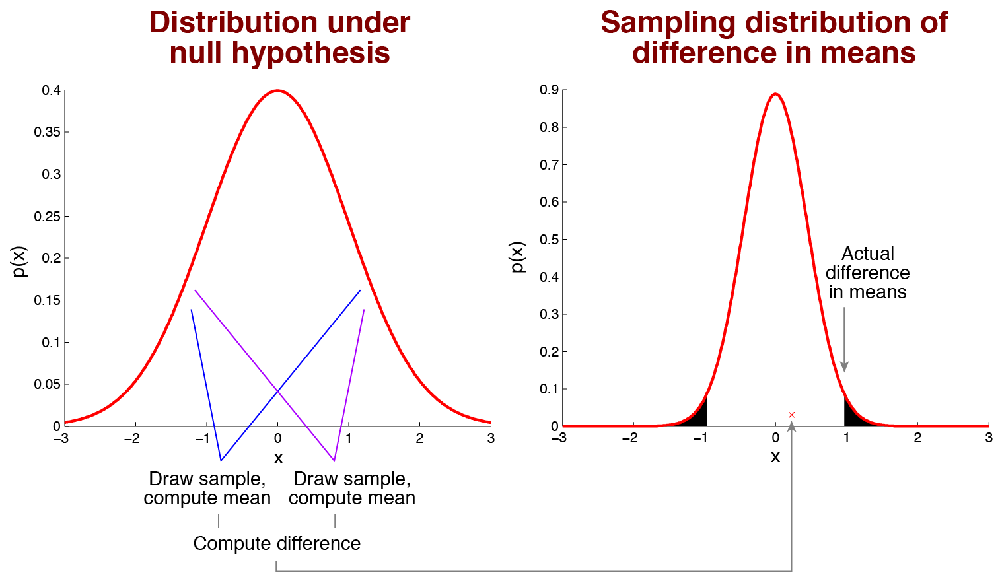 Distribution under
null hypothesis
0.4
0.35
0.3
0.25
0.2
0.15
0.1
0.05
0
p(x)
−3
−2
−1
0
1
2
3
x
Draw sample,
compute mean
Draw sample,
compute mean
Compute difference
Sampling distribution of
difference in means
0.9
0.8
0.7
0.6
0.5
0.4
0.3
0.2
0.1
0
p(x)
Actual
difference
in means
−3
−2
−1
0
1
2
3
x